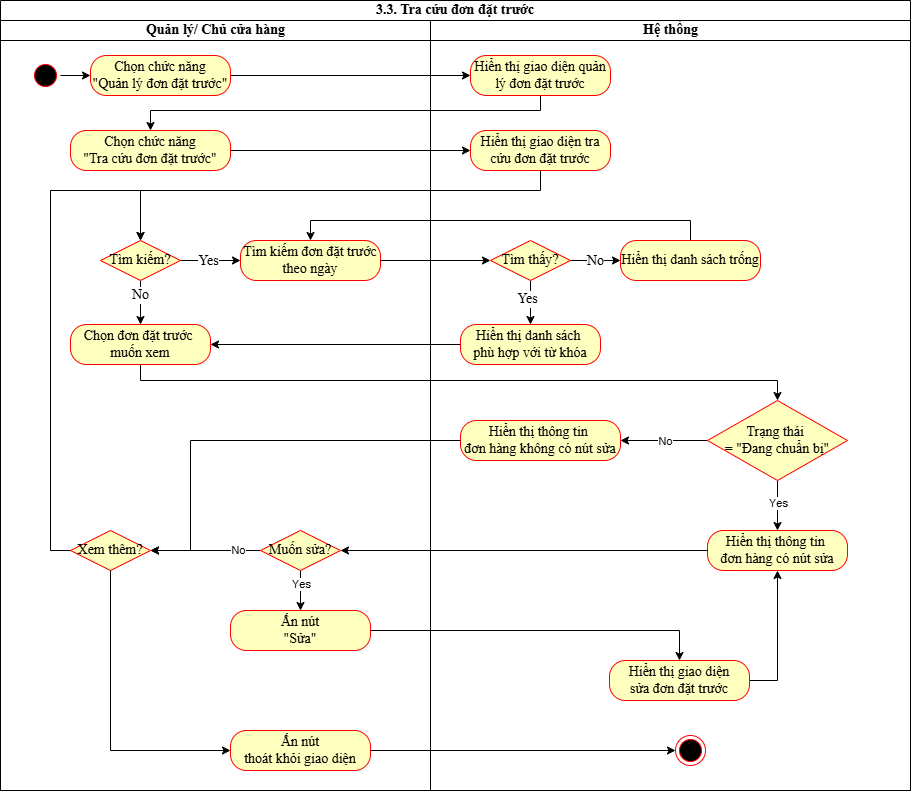 3.3. Tra cứu đơn đặt trước
Quản lý/ Chủ cửa hàng
Hệ thống
Chọn chức năng
"Quản lý đơn đặt trước"
Hiển thị giao diện quản
lý đơn đặt trước
Chọn chức năng
"Tra cứu đơn đặt trước"
Hiển thị giao diện tra
cứu đơn đặt trước
Tìm kiếm?
Yes
Tìm kiếm đơn đặt trước
theo ngày
Tìm thấy?
No
Hiển thị danh sách trống
No
Yes
Chọn đơn đặt trước
muốn xem
Hiển thị danh sách
phù hợp với từ khóa
Trạng thái
= "Đang chuẩn bị"
No
Hiển thị thông tin
đơn hàng không có nút sửa
Yes
Xem thêm?
No
Muốn sửa?
Hiển thị thông tin
đơn hàng có nút sửa
Yes
Ấn nút
"Sửa"
Hiển thị giao diện
sửa đơn đặt trước
Ấn nút
thoát khỏi giao diện